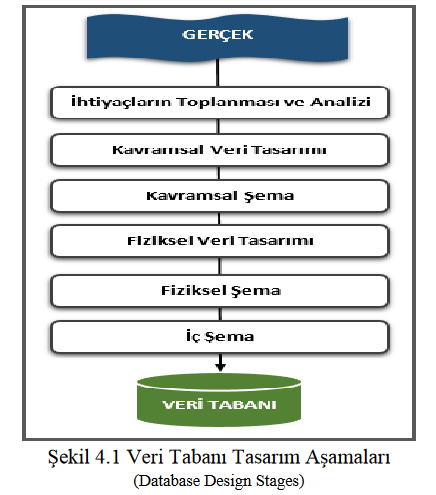 GERÇEK
İhtiyaçların Toplanması ve Analizi
Kavramsal Veri Tasarımı
Kavramsal Şema
Fiziksel Veri Tasarımı
Fiziksel Şema
İç Şema
VERİ TABANI
Şekil 4.1 Veri Tabanı Tasarım Aşamaları
(Database Design Stages)